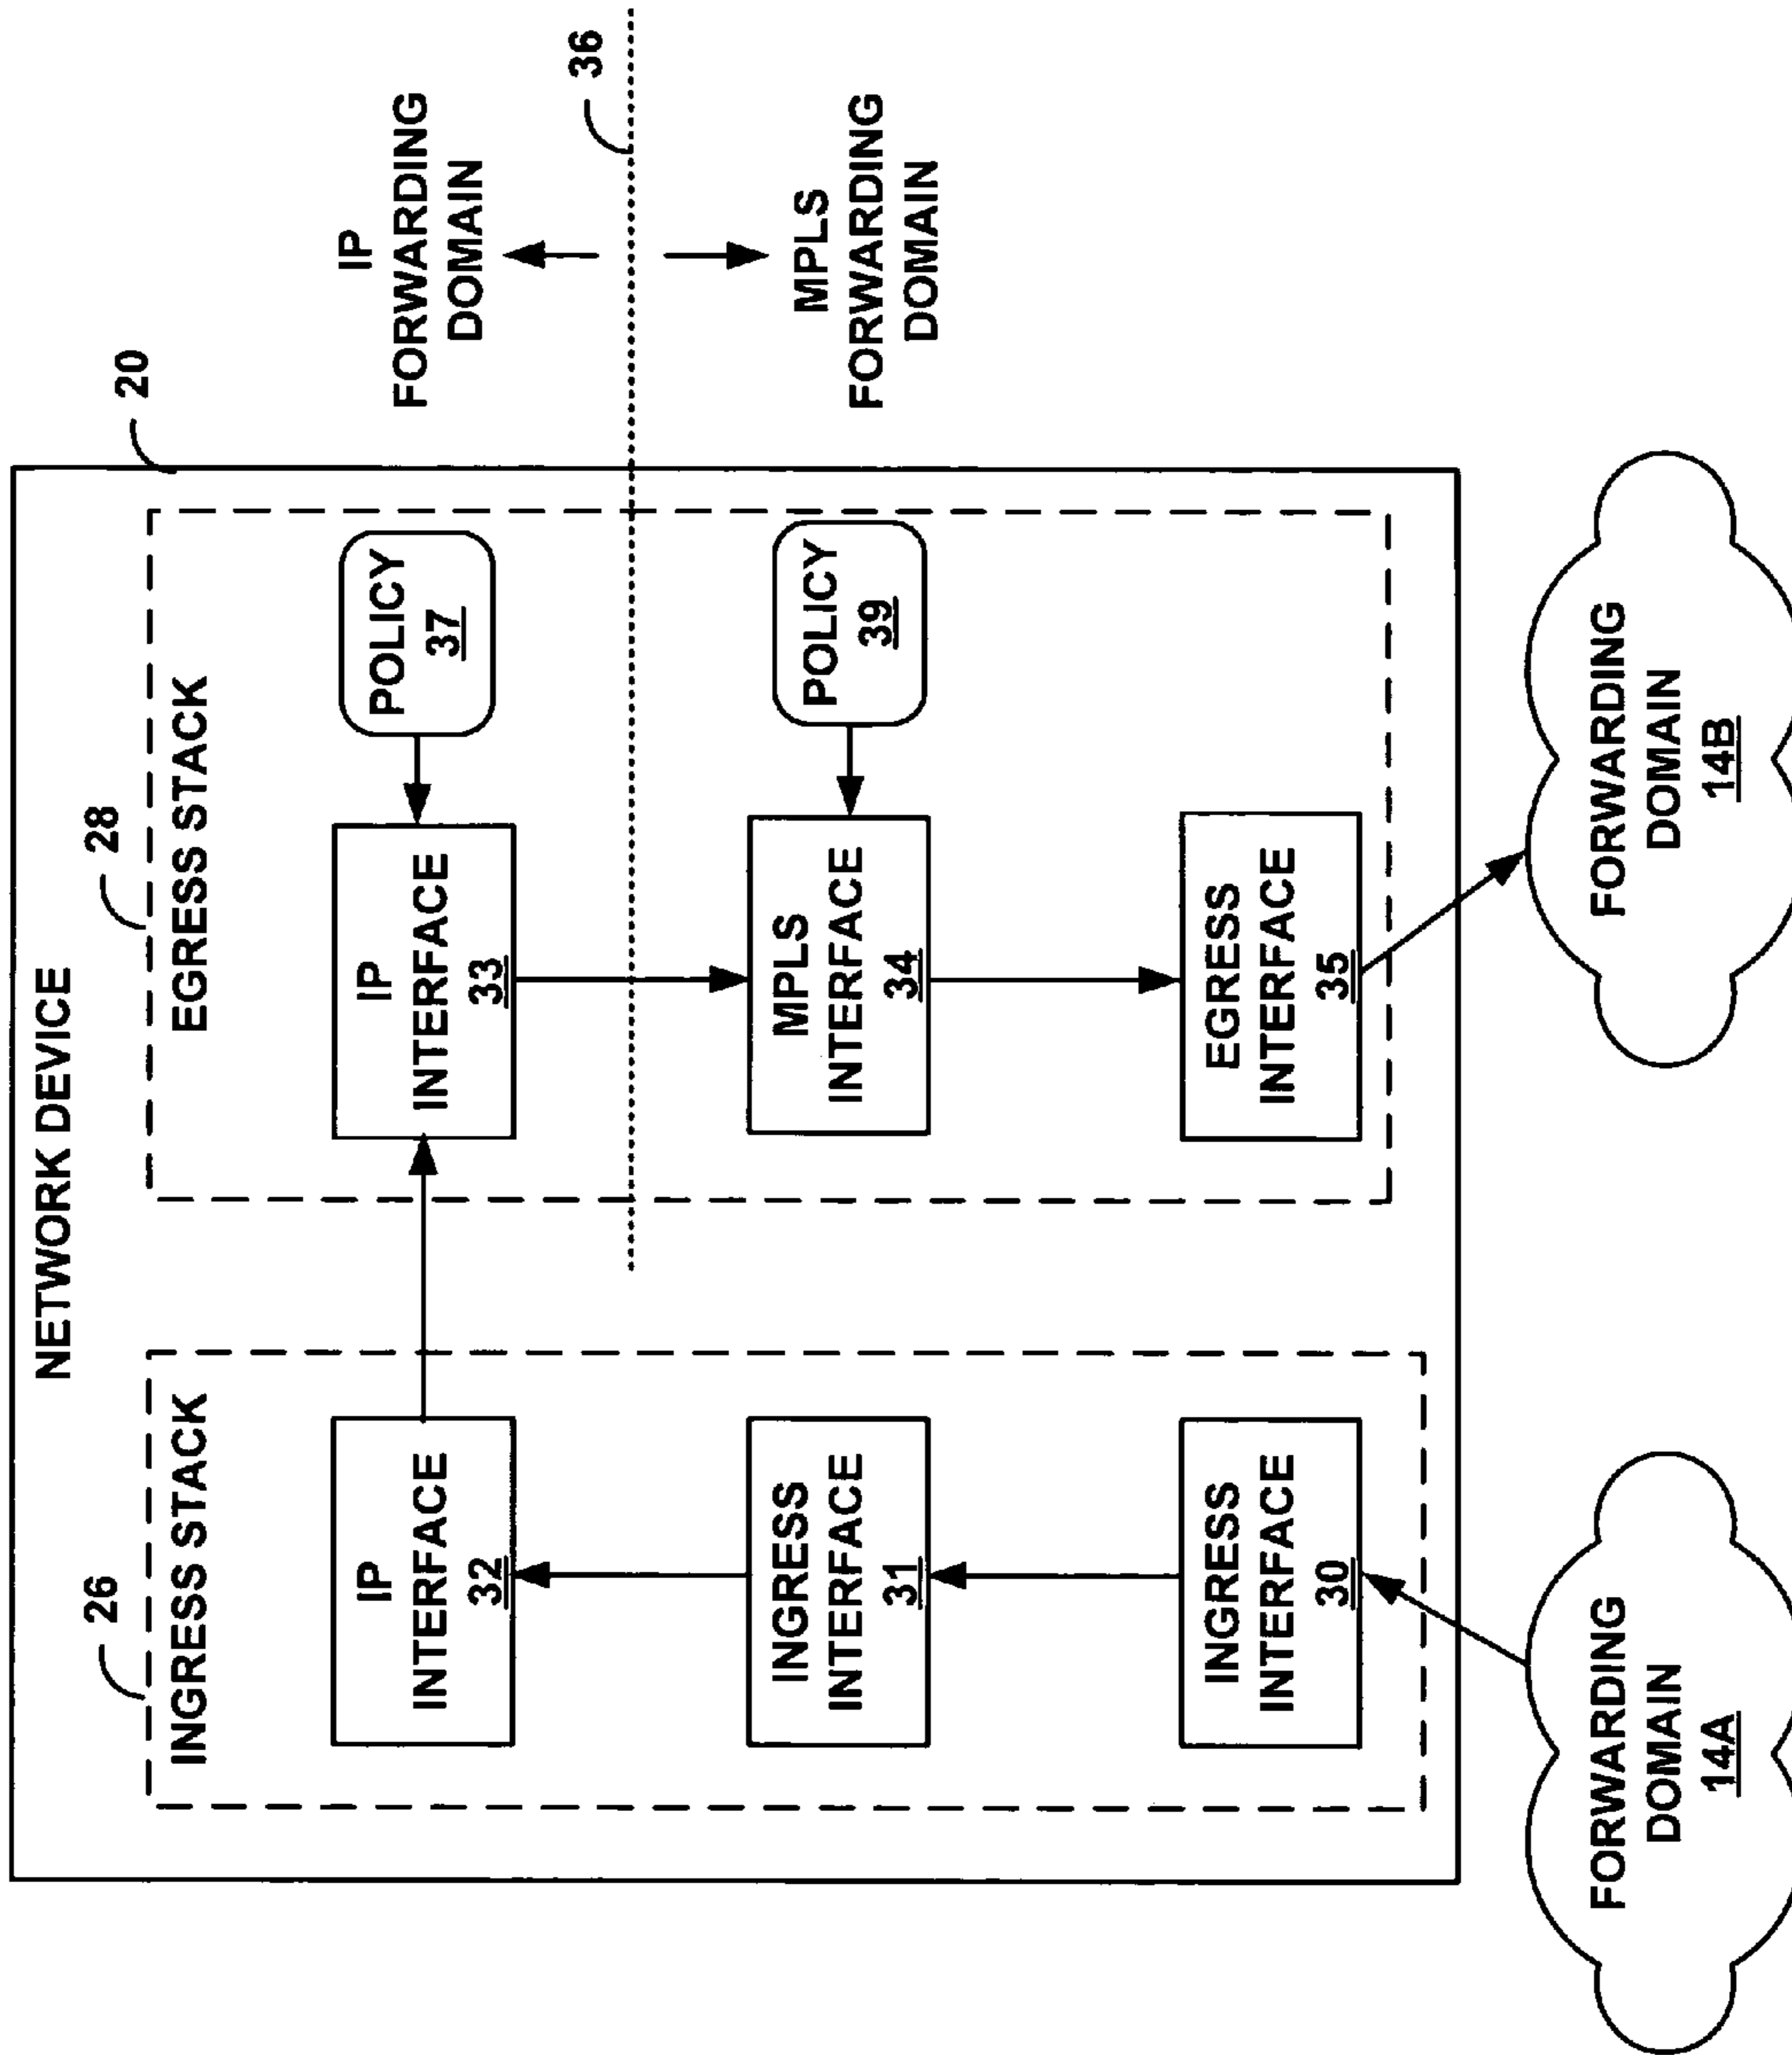 NETWORK DEVICE
20
26
INGRESS STACK
28
EGRESS STACK
IP
INTERFACE
32
IP
INTERFACE
33
POLICY
37
IP
FORWARDING
DOMAIN
36
INGRESS
INTERFACE
31
MPLS
INTERFACE
34
POLICY
39
MPLS
FORWARDING
DOMAIN
INGRESS
INTERFACE
30
EGRESS
INTERFACE
35
FORWARDING
DOMAIN
14A
FORWARDING
DOMAIN
14B